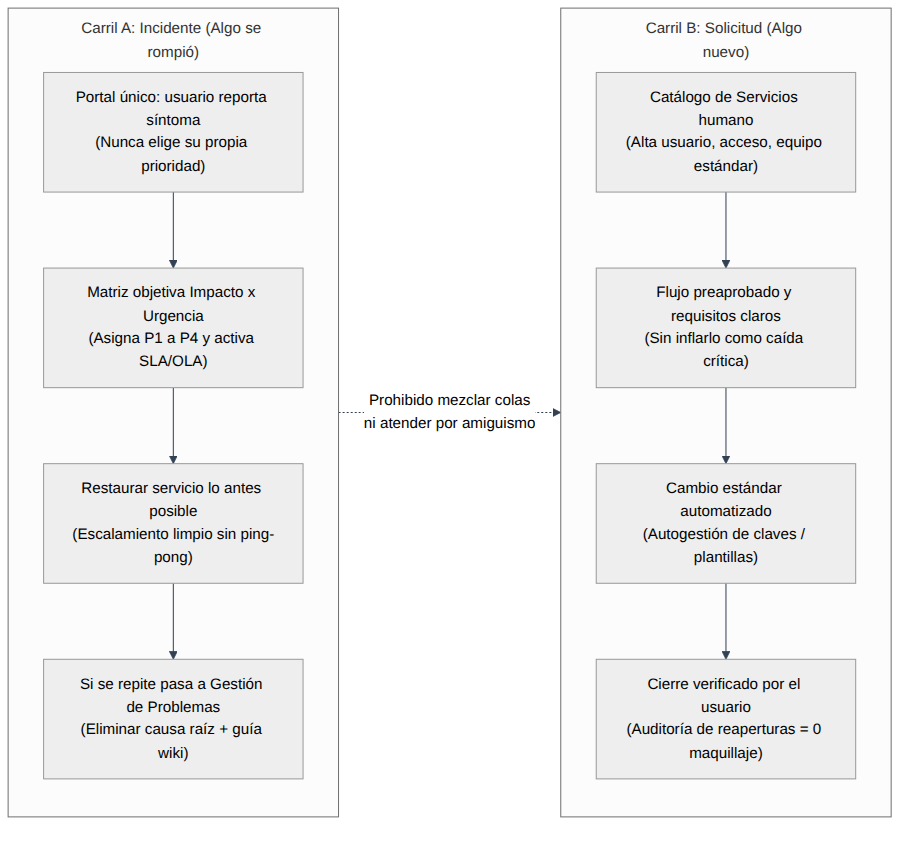 Carril A: Incidente (Algo se
rompió)
Portal único: usuario reporta
síntoma
(Nunca elige su propia
prioridad)
Matriz objetiva Impacto x
Urgencia
(Asigna P1 a P4 y activa
SLA/OLA)
Restaurar servicio lo antes
posible
(Escalamiento limpio sin ping-
pong)
Si se repite pasa a Gestión
de Problemas
(Eliminar causa raíz + guía
wiki)
Prohibido mezclar colas
ni atender por amiguismo
Carril B: Solicitud (Algo
nuevo)
Catálogo de Servicios
humano
(Alta usuario, acceso, equipo
estándar)
Flujo preaprobado y
requisitos claros
(Sin inflarlo como caída
crítica)
Cambio estándar
automatizado
(Autogestión de claves /
plantillas)
Cierre verificado por el
usuario
(Auditoría de reaperturas = 0
maquillaje)